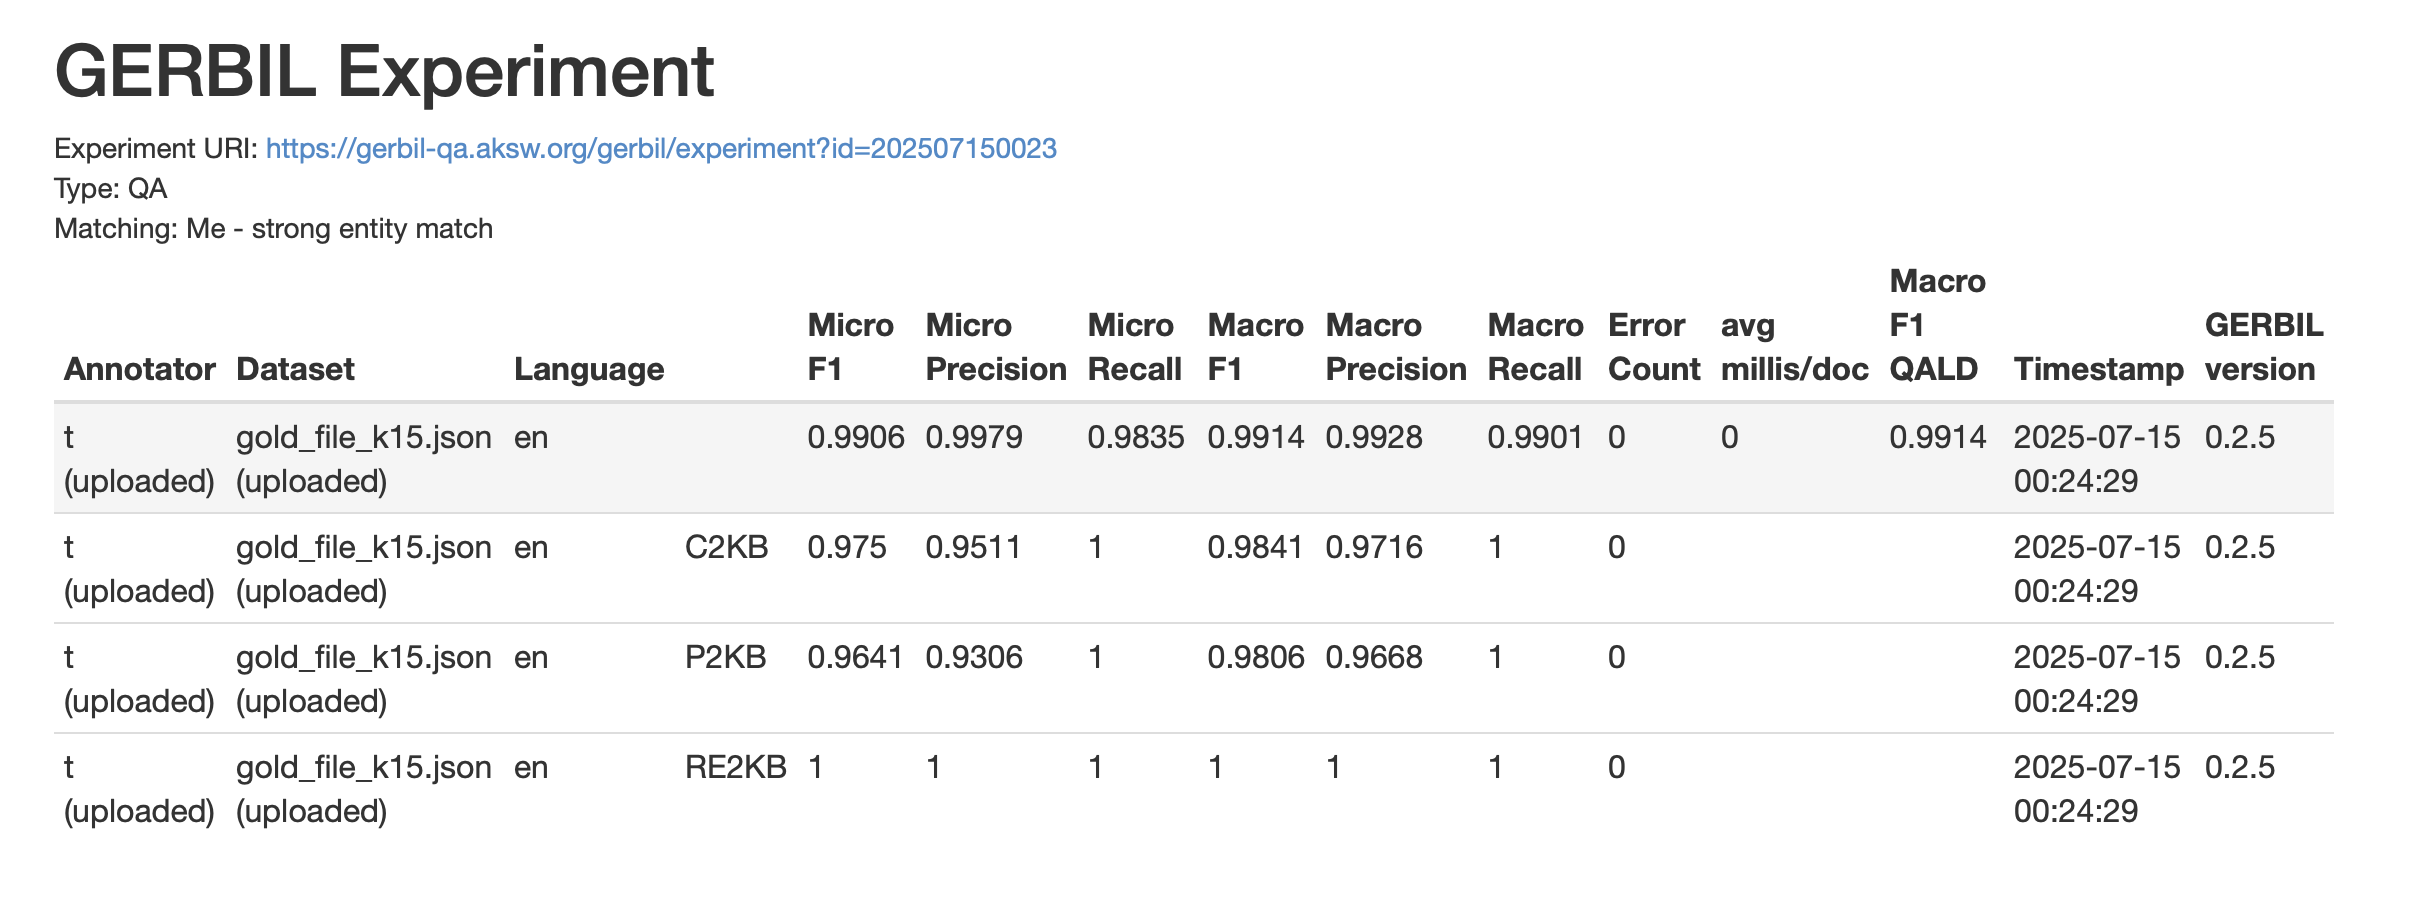 GERBIL Experiment
Experiment URI: https://gerbil-qa.aksw.org/gerbil/experiment?id=202507150023
Type: QA
Matching: Me - strong entity match
Annotator Dataset Language Micro F1 Micro Precision Micro Recall Macro F1 Macro Precision Macro Recall Error Count avg millis/doc Macro F1 QALD Timestamp GERBIL version
t (uploaded) gold_file_k15.json (uploaded) en 0.9906 0.9979 0.9835 0.9914 0.9928 0.9901 0 0 0.9914 2025-07-15 00:24:29 0.2.5
t (uploaded) gold_file_k15.json (uploaded) en C2KB 0.975 0.9511 1 0.9841 0.9716 1 0 2025-07-15 00:24:29 0.2.5
t (uploaded) gold_file_k15.json (uploaded) en P2KB 0.9641 0.9306 1 0.9806 0.9668 1 0 2025-07-15 00:24:29 0.2.5
t (uploaded) gold_file_k15.json (uploaded) en RE2KB 1 1 1 1 1 1 0 2025-07-15 00:24:29 0.2.5